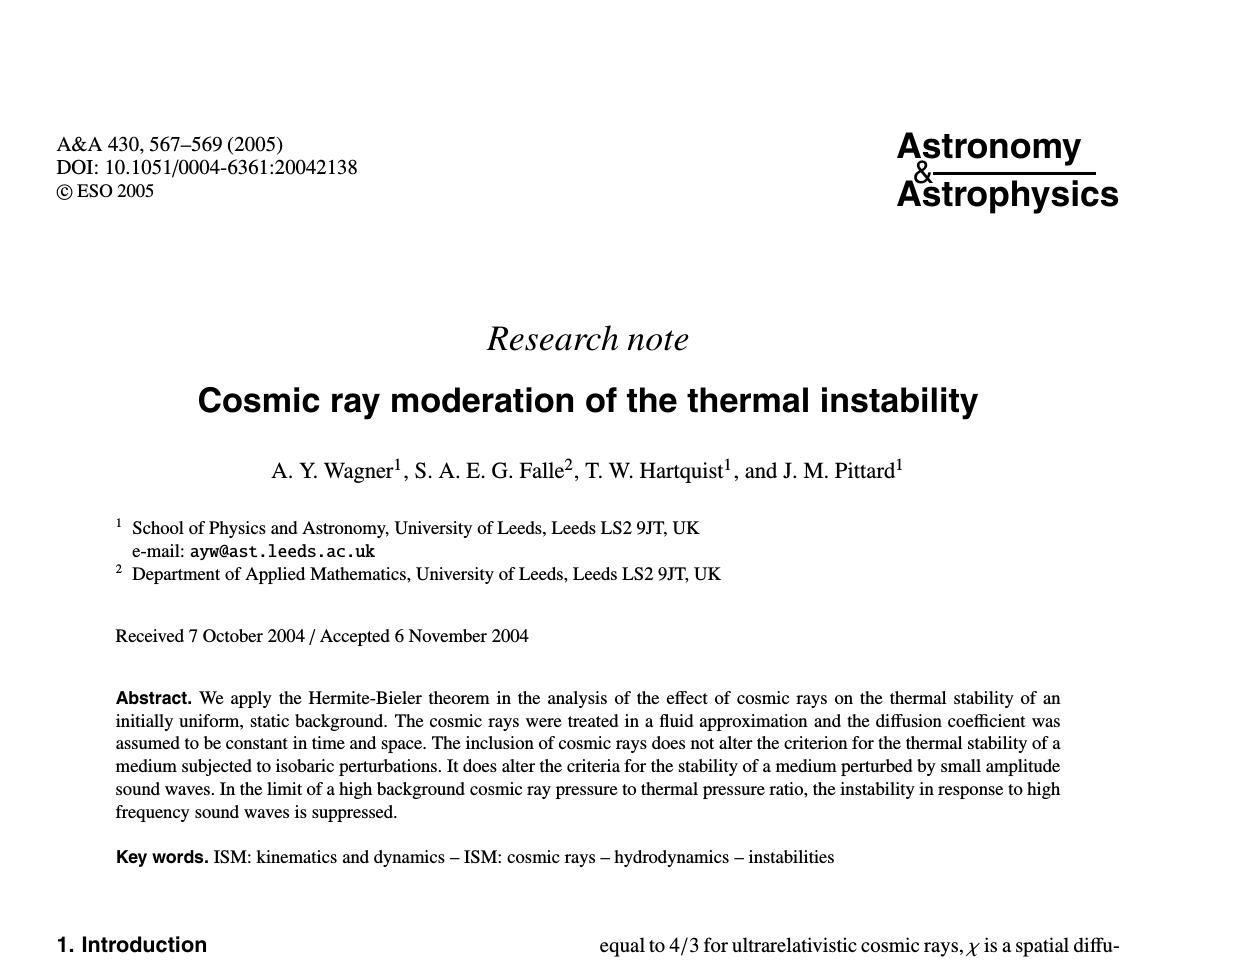 A&A 430, 567–569 (2005)
DOI: 10.1051/0004-6361:20042138
© ESO 2005
Astronomy
&
Astrophysics
Research note
Cosmic ray moderation of the thermal instability
A. Y. Wagner1, S. A. E. G. Falle2, T. W. Hartquist1, and J. M. Pittard1
1 School of Physics and Astronomy, University of Leeds, Leeds LS2 9JT, UK
e-mail: ayw@ast.leeds.ac.uk
2 Department of Applied Mathematics, University of Leeds, Leeds LS2 9JT, UK
Received 7 October 2004 / Accepted 6 November 2004
Abstract. We apply the Hermite-Bieler theorem in the analysis of the effect of cosmic rays on the thermal stability of an
initially uniform, static background. The cosmic rays were treated in a fluid approximation and the diffusion coefficient was
assumed to be constant in time and space. The inclusion of cosmic rays does not alter the criterion for the thermal stability of a
medium subjected to isobaric perturbations. It does alter the criteria for the stability of a medium perturbed by small amplitude
sound waves. In the limit of a high background cosmic ray pressure to thermal pressure ratio, the instability in response to high
frequency sound waves is suppressed.
Key words. ISM: kinematics and dynamics – ISM: cosmic rays – hydrodynamics – instabilities
1. Introduction
equal to 4/3 for ultrarelativistic cosmic rays, χ is a spatial diffu-